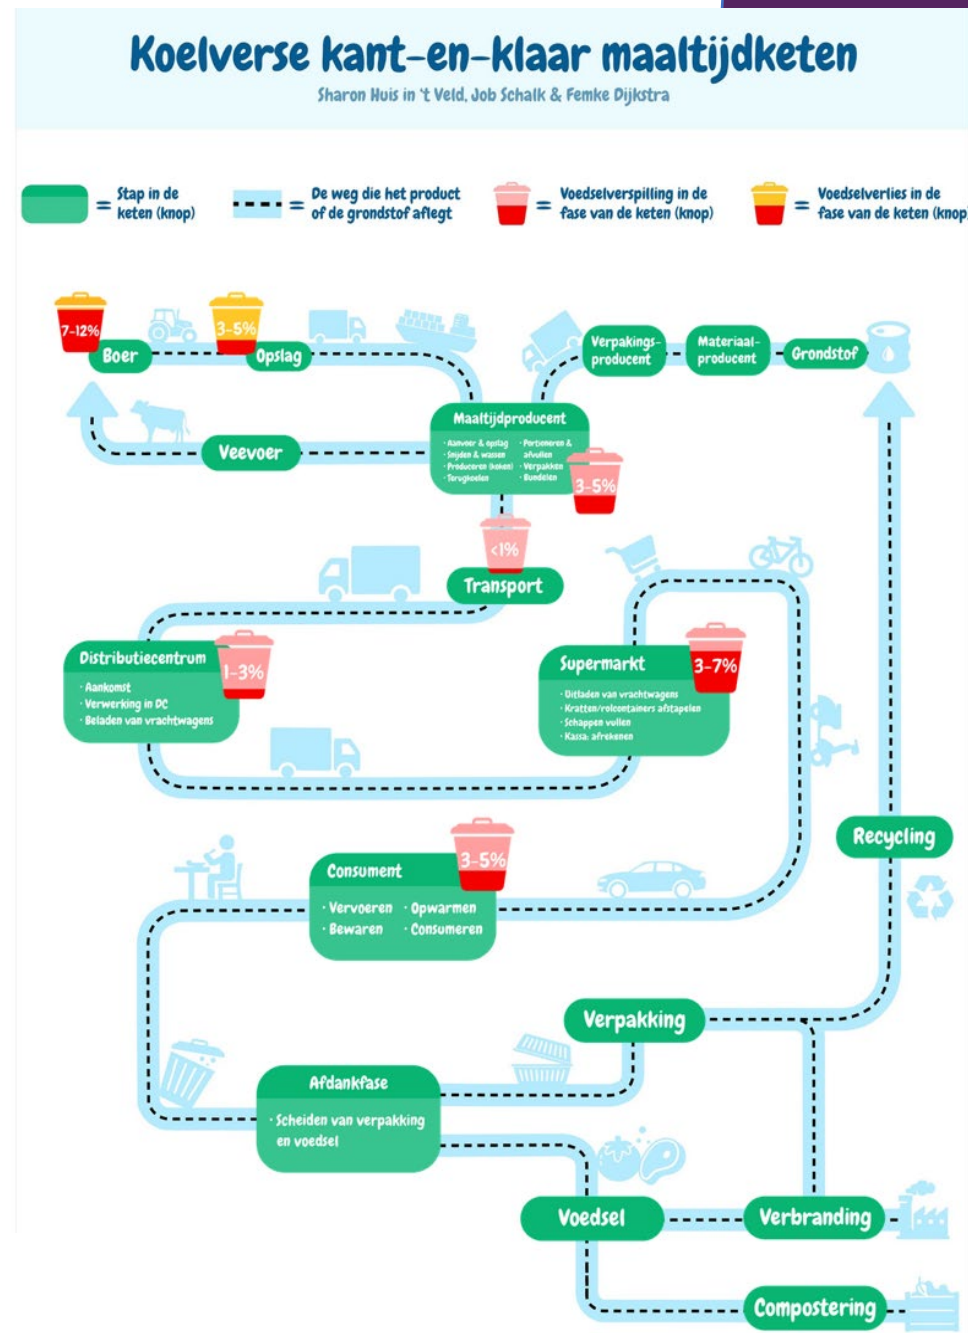 Koelverse kant-en-klaar maaltijdketen
Sharon Huis in 't Veld, Job Schalk & Femke Dijkstra
= Stap in de
keten (knop)
= De weg die het product
of de grondstof aflegt
= Voedselverspilling in de
fase van de keten (knop)
= Voedselverlies in de
fase van de keten (knop)
7-12%
Boer
3-5%
Opslag
Verpakings-
producent
Materiaal-
producent
Grondstof
Veevoer
Maaltijdproducent
· Aanvoer & opslag
· Snijden & wassen
· Produceren (koken)
· Terugkoelen
· Portioneren &
afvullen
· Verpakken
· Bundelen
3-5%
<1%
Transport
Distributiecentrum
1-3%
· Aankomst
· Verwerking in DC
· Beladen van vrachtwagens
Supermarkt
3-7%
· Uitladen van vrachtwagens
· Kratten/rolcontainers afstapelen
· Schappen vullen
· Kassa: afrekenen
Recycling
Consument
3-5%
· Vervoeren
· Bewaren
· Opwarmen
· Consumeren
Verpakking
Afdankfase
· Scheiden van verpakking
en voedsel
Voedsel
Verbranding
Compostering